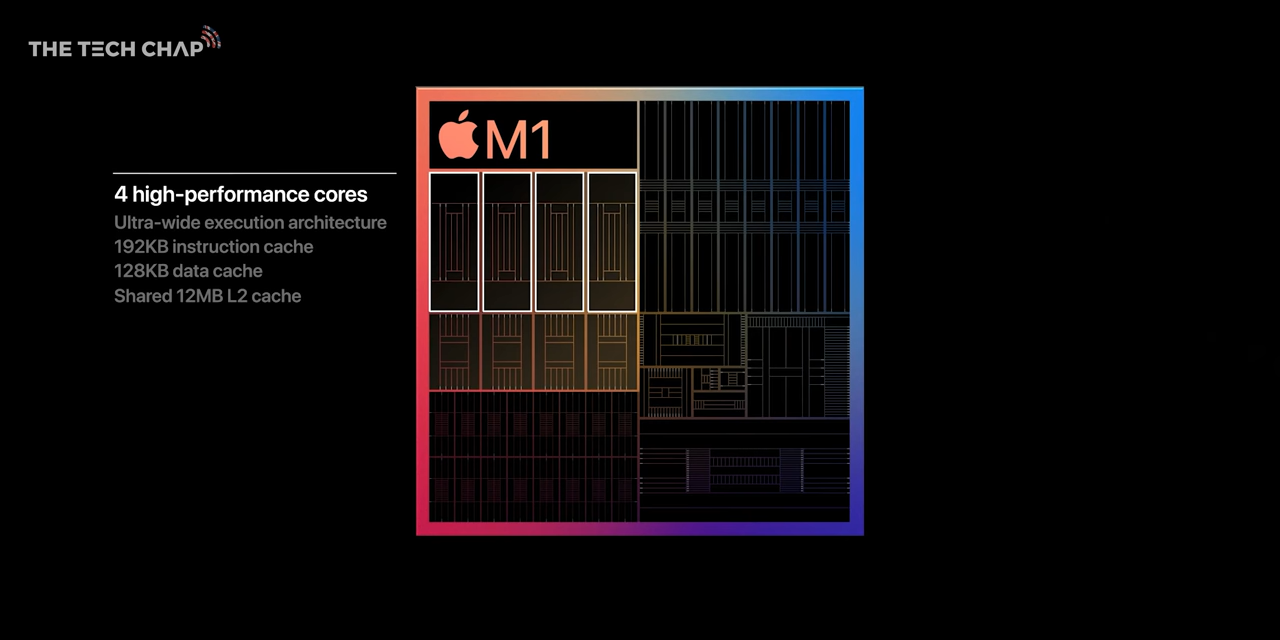 THE TECH CHAP
M1
4 high-performance cores
Ultra-wide execution architecture
192KB instruction cache
128KB data cache
Shared 12MB L2 cache